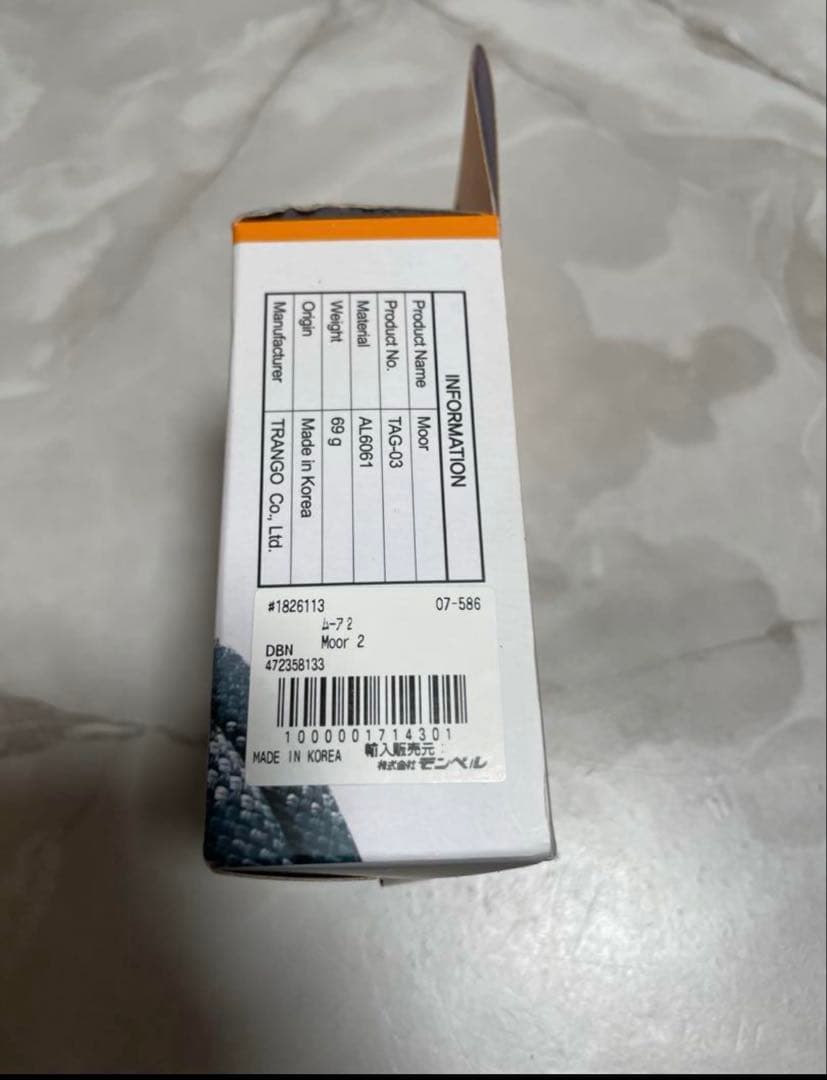 INFORMATION
Product Name Moor
Product No. TAG-03
Material AL6061
Weight 69 g
Origin Made in Korea
Manufacturer TRANGO Co., Ltd.
#1826113 07-586
ムーア 2
Moor 2
DBN
472358133
1000001714301
MADE IN KOREA 輸入販売元:
株式会社 モンベル